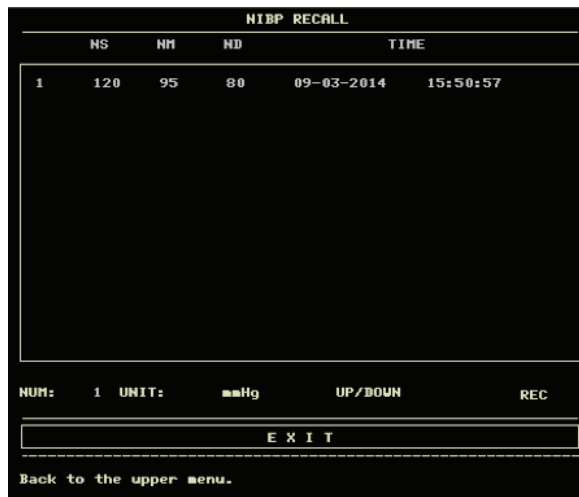 NIBP RECALL
NS NM ND TIME
1 120 95 80 09-03-2014 15:50:57
NUM: 1 UNIT: mmHg UP/DOWN REC
E X I T
Back to the upper menu.